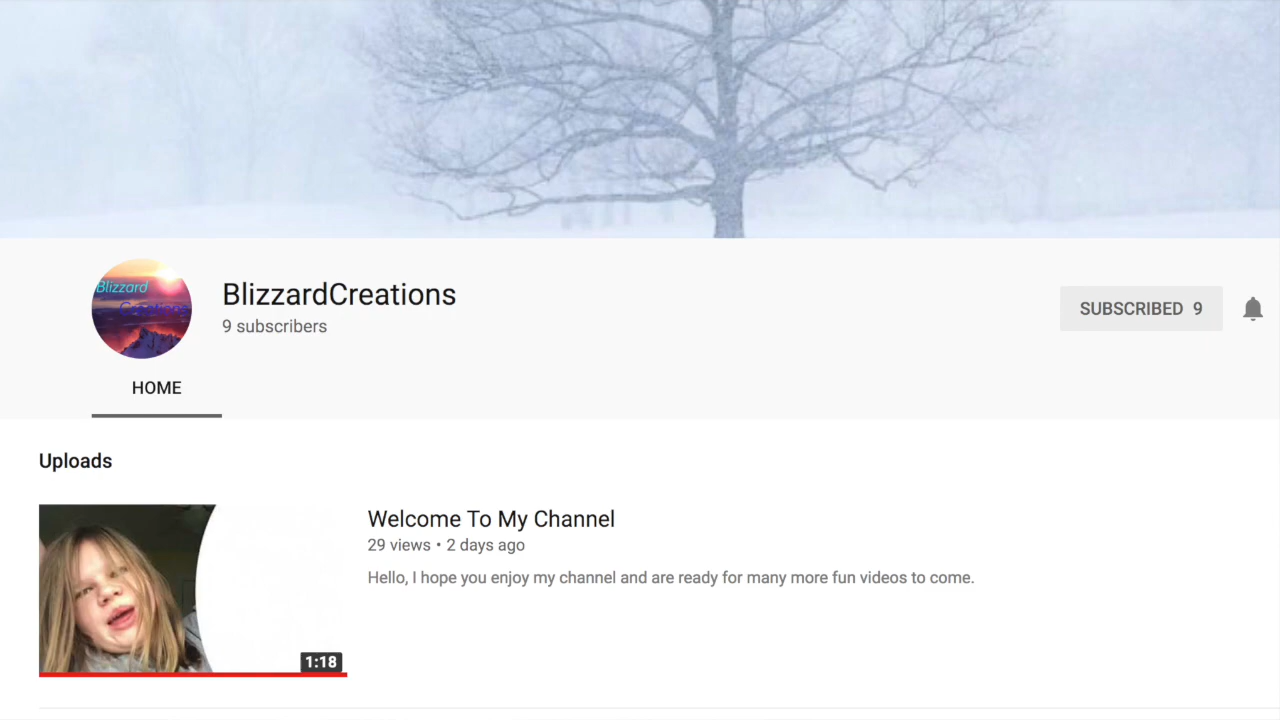 Blizzard
Creations
BlizzardCreations
9 subscribers
SUBSCRIBED 9
HOME
Uploads
1:18
Welcome To My Channel
29 views • 2 days ago
Hello, I hope you enjoy my channel and are ready for many more fun videos to come.